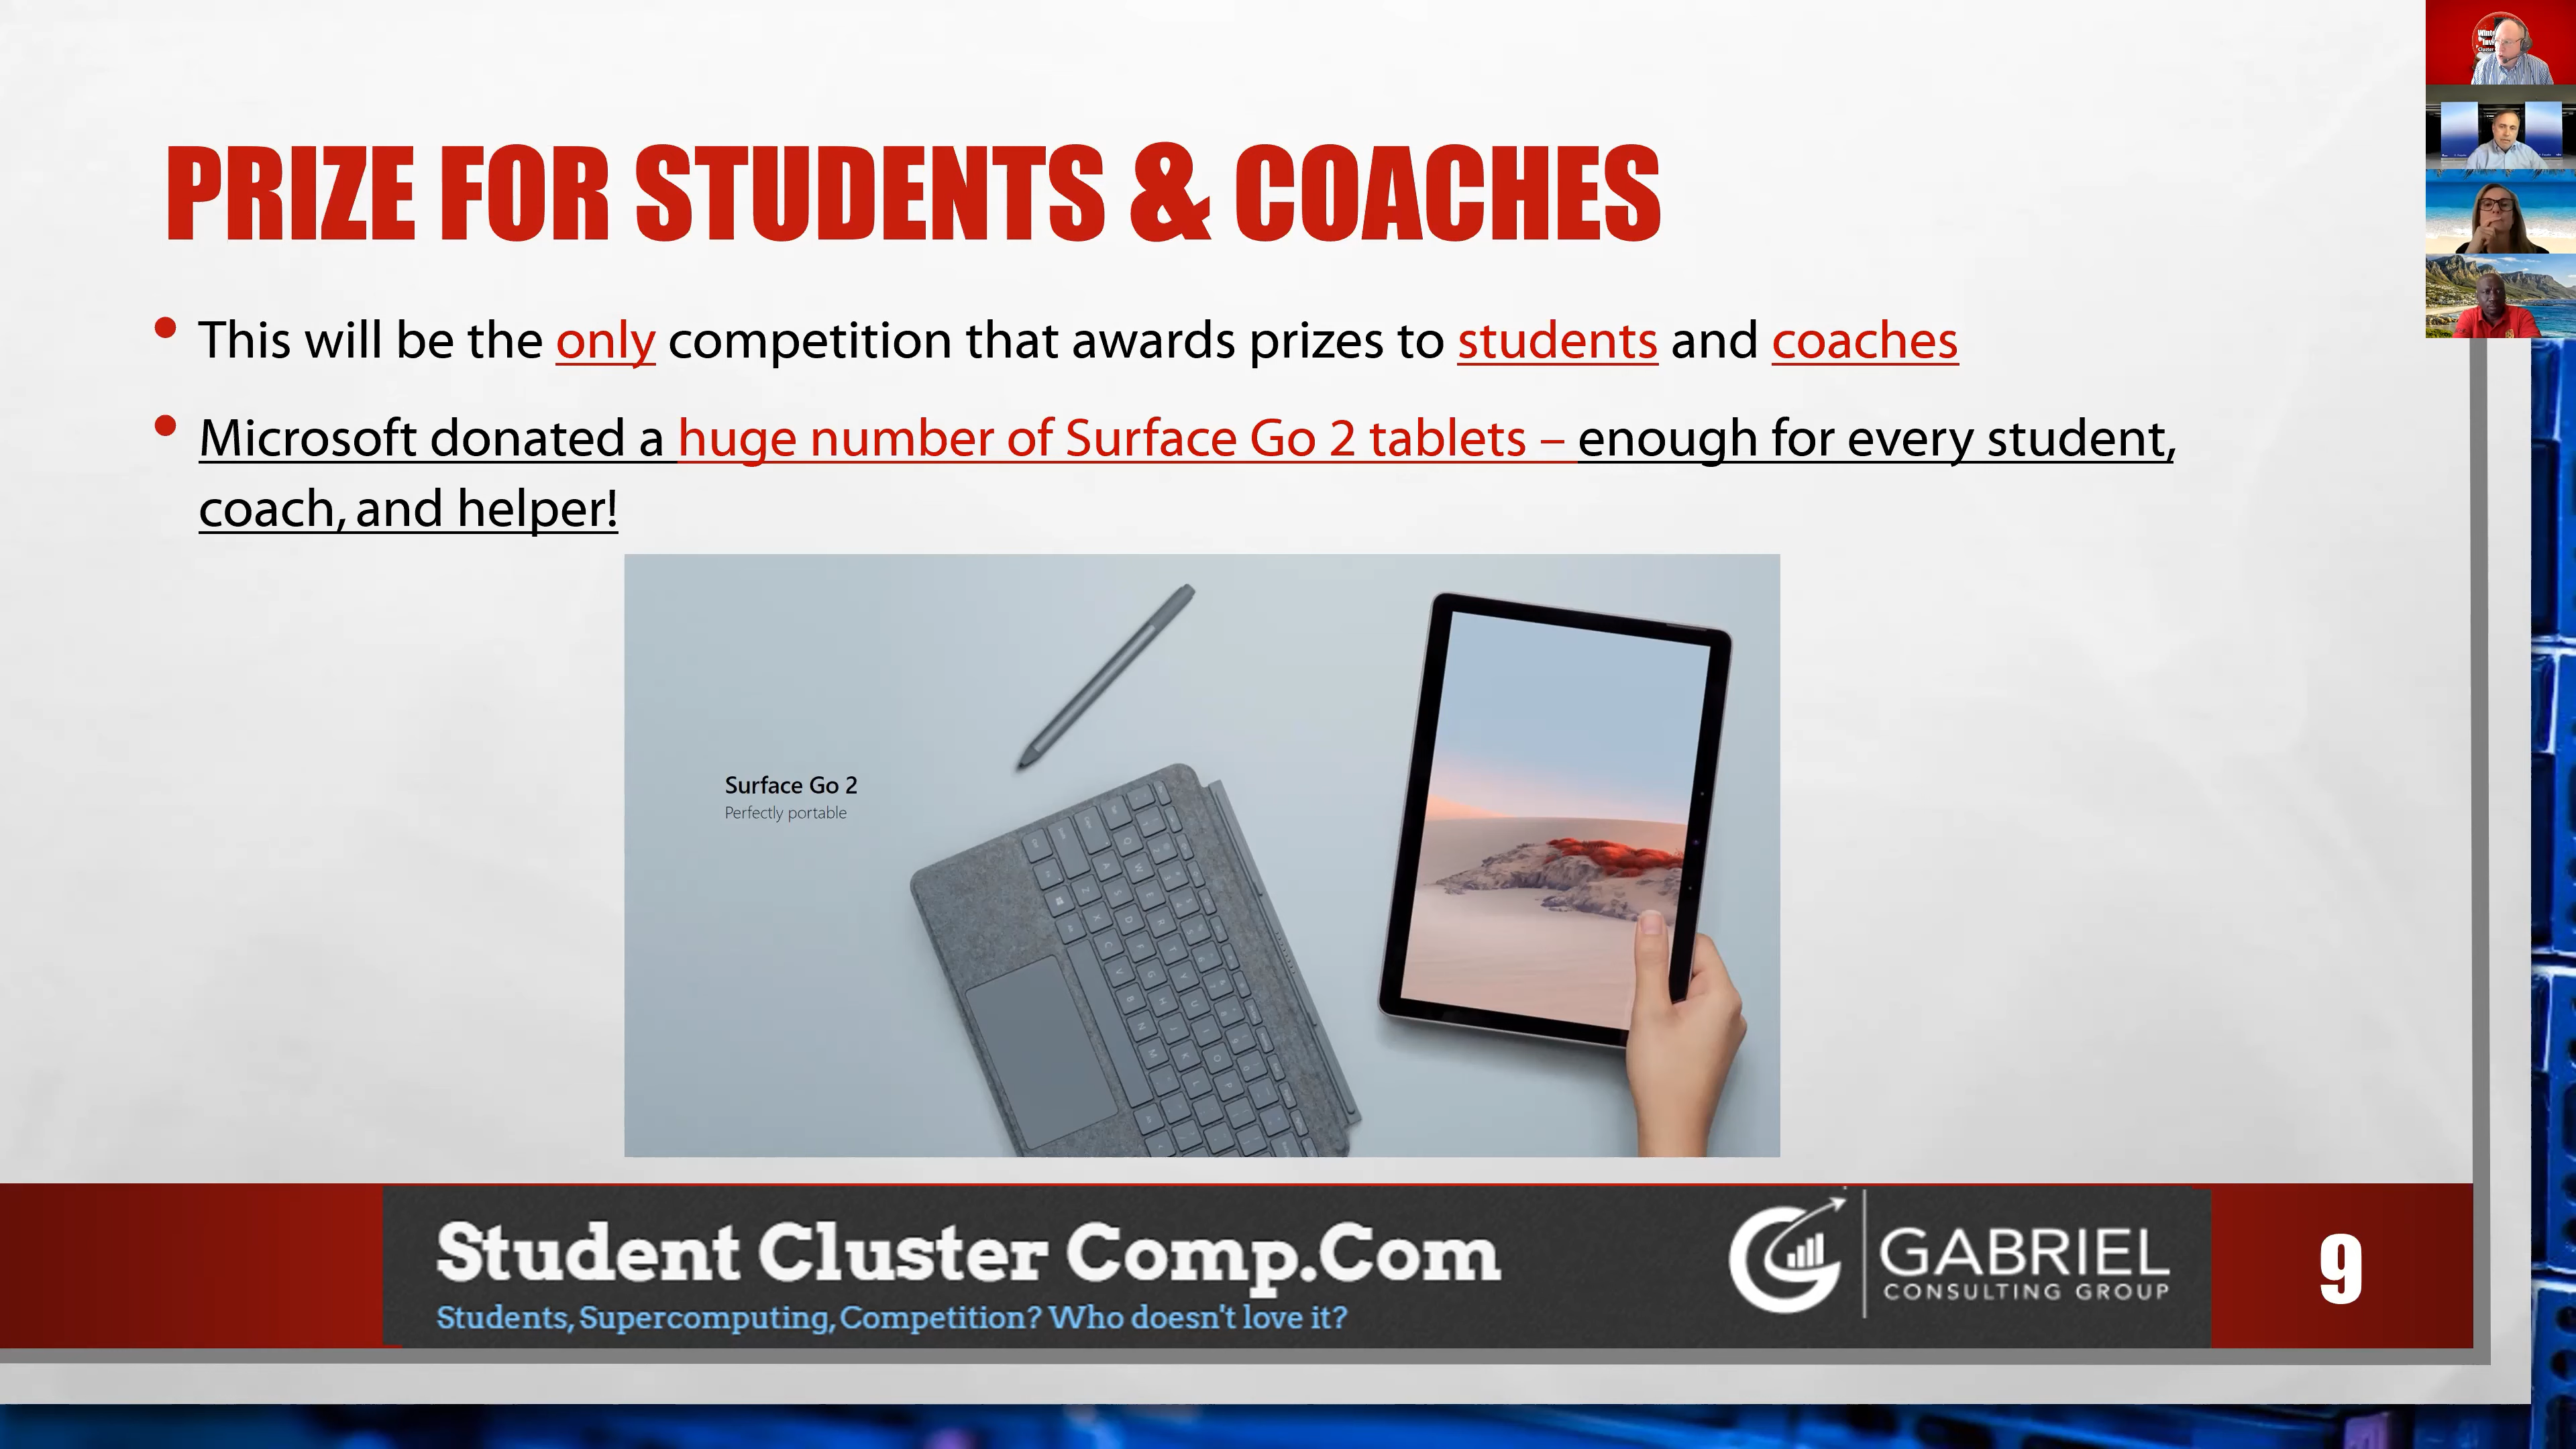 PRIZE FOR STUDENTS & COACHES
• This will be the only competition that awards prizes to students and coaches
• Microsoft donated a huge number of Surface Go 2 tablets – enough for every student,
coach, and helper!
Surface Go 2
Perfectly portable
Student Cluster Comp.Com
Students, Supercomputing, Competition? Who doesn't love it?
GABRIEL
CONSULTING GROUP
9